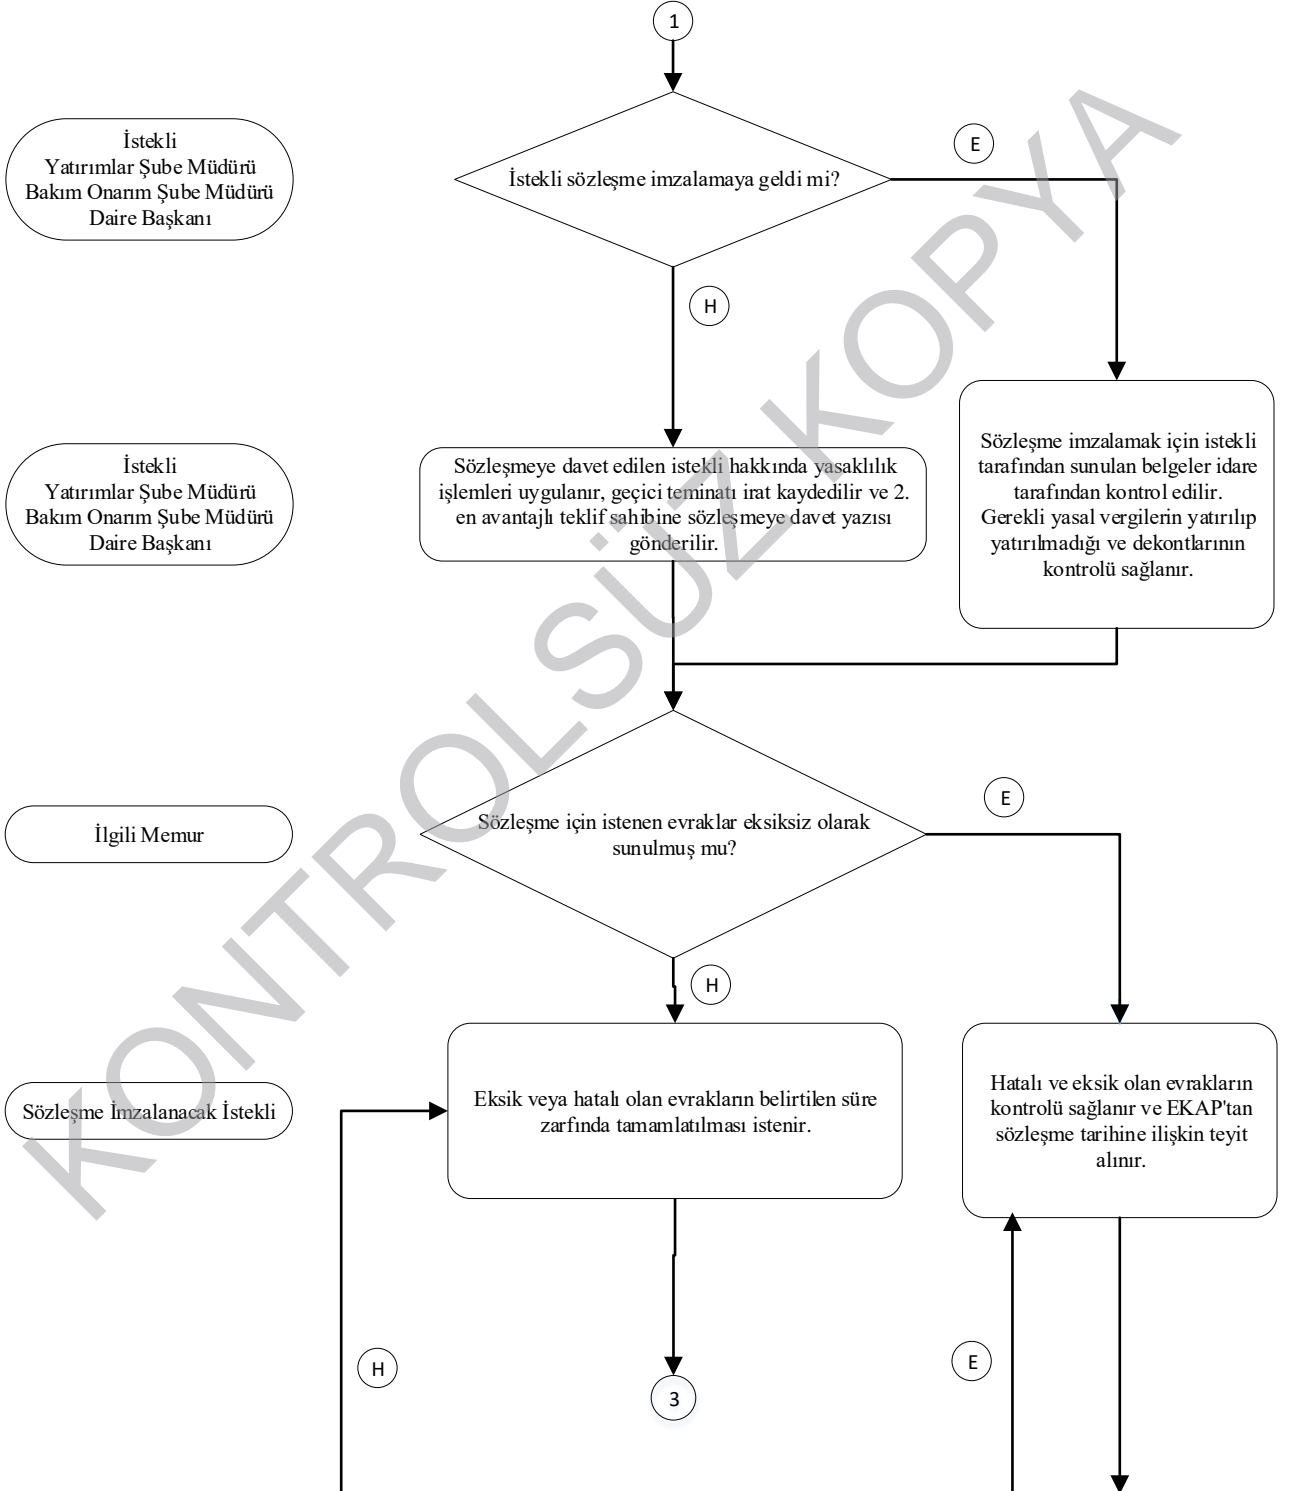 1
İstekli
Yatırımlar Şube Müdürü
Bakım Onarım Şube Müdürü
Daire Başkanı
İstekli sözleşme imzalamaya geldi mi?
E
H
İstekli
Yatırımlar Şube Müdürü
Bakım Onarım Şube Müdürü
Daire Başkanı
Sözleşmeye davet edilen istekli hakkında yasaklılık
işlemleri uygulanır, geçici teminatı irat kaydedilir ve 2.
en avantajlı teklif sahibine sözleşmeye davet yazısı
gönderilir.
Sözleşme imzalamak için istekli
tarafından sunulan belgeler idare
tarafından kontrol edilir.
Gerekli yasal vergilerin yatırılıp
yatırılmadığı ve dekontlarının
kontrolü sağlanır.
İlgili Memur
Sözleşme için istenen evraklar eksiksiz olarak
sunulmuş mu?
E
H
Sözleşme İmzalanacak İstekli
Eksik veya hatalı olan evrakların belirtilen süre
zarfında tamamlatılması istenir.
Hatalı ve eksik olan evrakların
kontrolü sağlanır ve EKAP'tan
sözleşme tarihine ilişkin teyit
alınır.
H
E
3
KONTROLSÜZ KOPYA